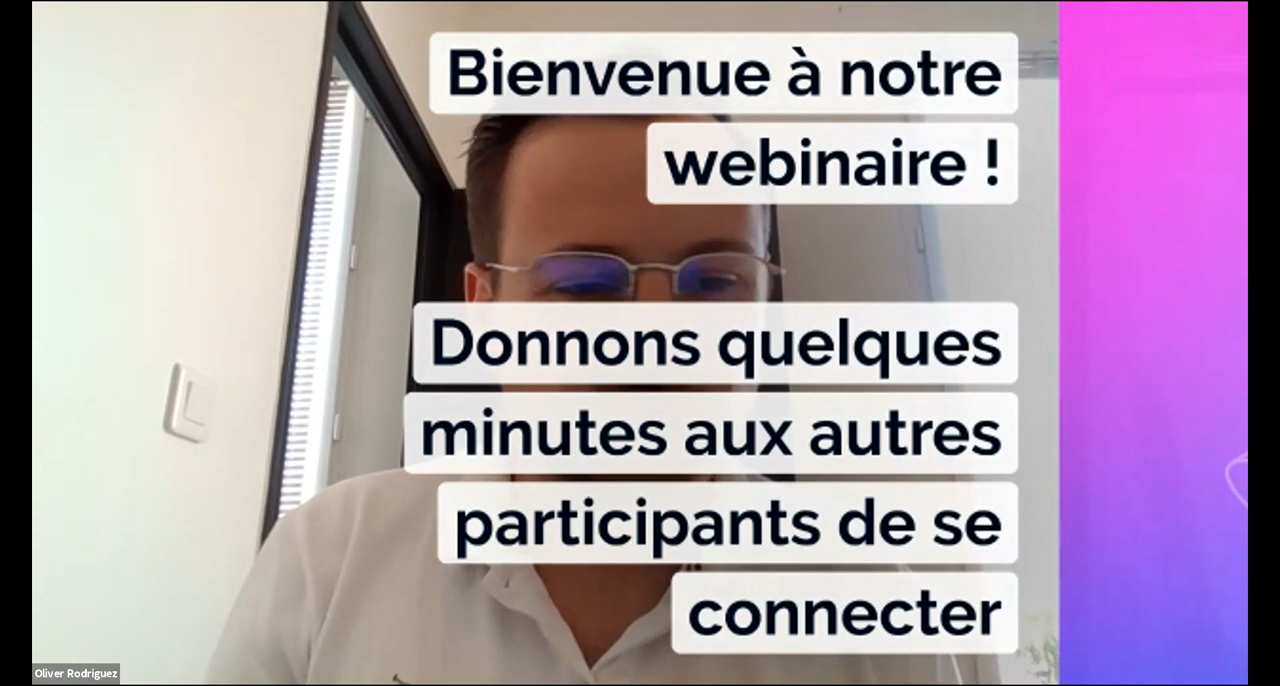 Bienvenue à notre
webinaire !
Donnons quelques
minutes aux autres
participants de se
connecter
Oliver Rodriguez